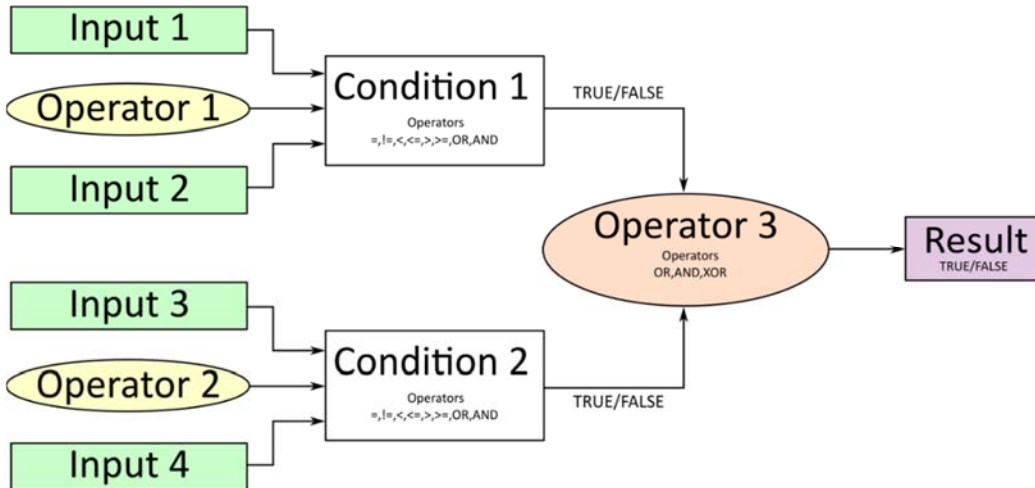 Input 1
Operator 1
Input 2
Condition 1
Operators
=,!=,<,<=,>,>=,OR,AND
TRUE/FALSE
Input 3
Operator 2
Input 4
Condition 2
Operators
=,!=,<,<=,>,>=,OR,AND
TRUE/FALSE
Operator 3
Operators
OR,AND,XOR
Result
TRUE/FALSE